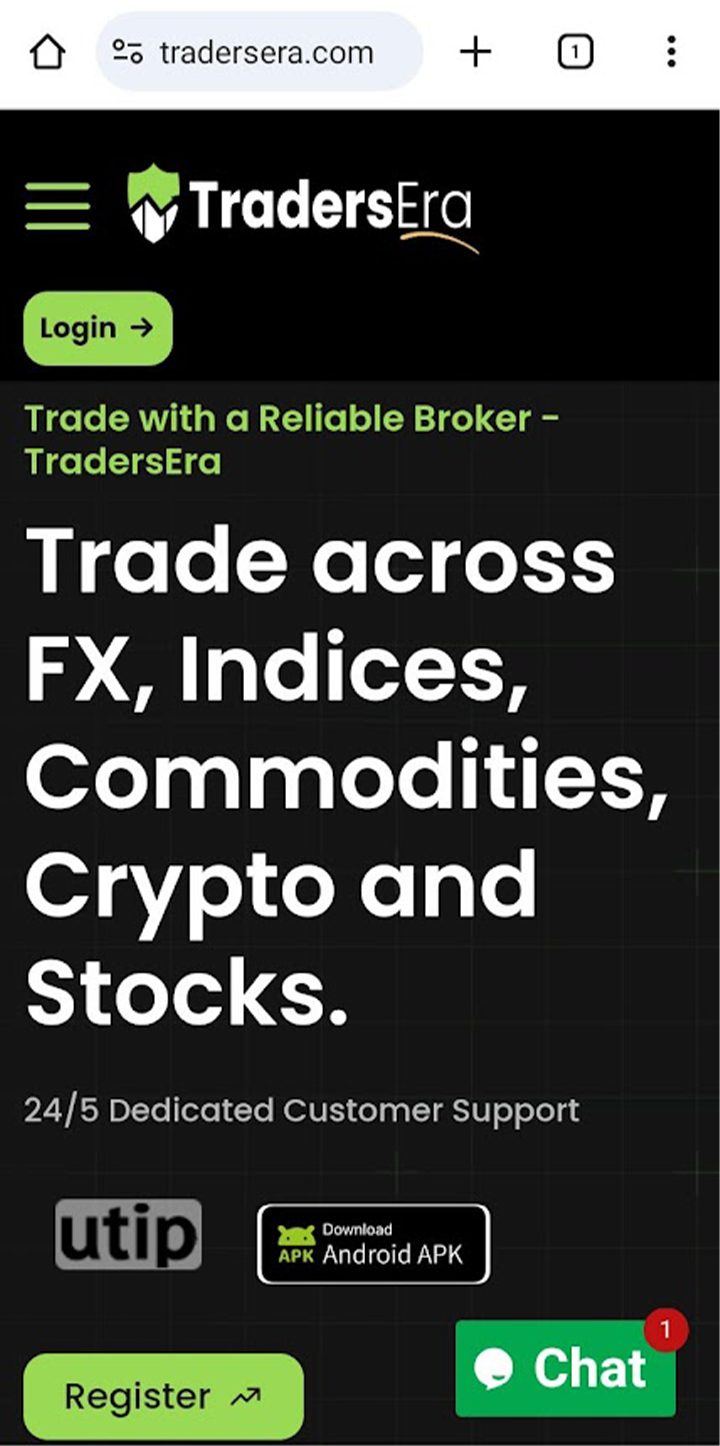 tradersera.com
1
TradersEra
Login →
Trade with a Reliable Broker -
TradersEra
Trade across
FX, Indices,
Commodities,
Crypto and
Stocks.
24/5 Dedicated Customer Support
utip
Download
APK Android APK
1
Chat
Register